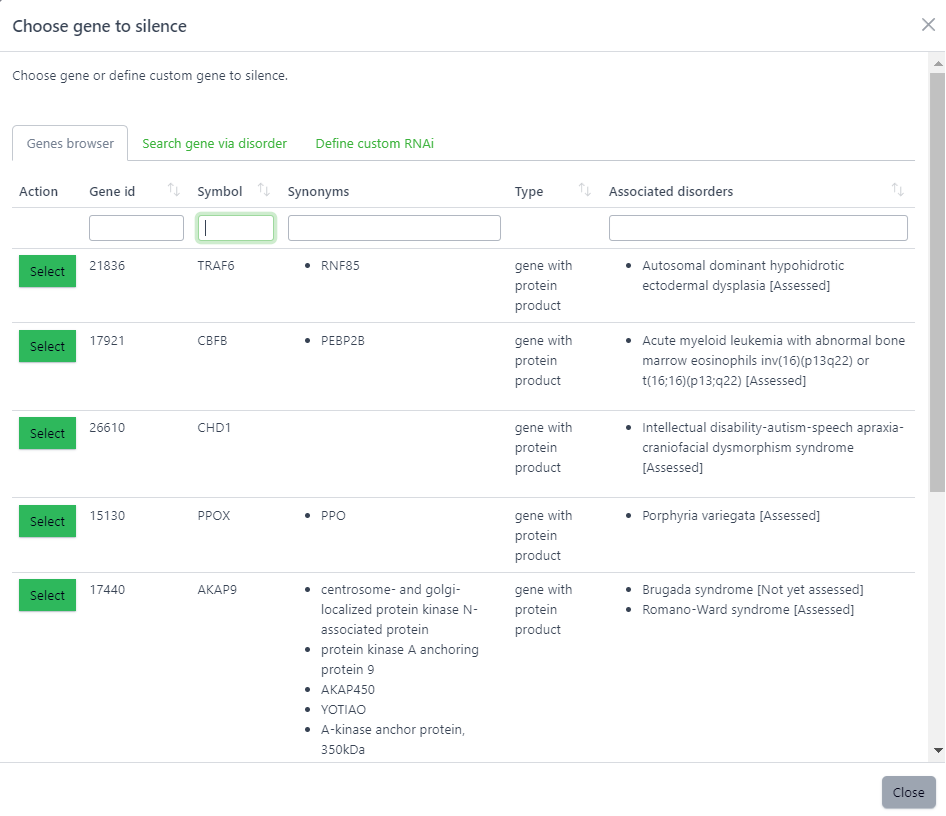 Choose gene to silence
Choose gene or define custom gene to silence.
Genes browser Search gene via disorder Define custom RNAi
Action Gene id Symbol Synonyms Type Associated disorders
Select 21836 TRAF6 • RNF85 gene with • Autosomal dominant hypohidrotic
protein ectodermal dysplasia [Assessed]
product
Select 17921 CBFB • PEBP2B gene with • Acute myeloid leukemia with abnormal bone
protein marrow eosinophils inv(16)(p13q22) or
product t(16;16)(p13;q22) [Assessed]
Select 26610 CHD1 gene with • Intellectual disability-autism-speech apraxia-
protein craniofacial dysmorphism syndrome
product [Assessed]
Select 15130 PPOX • PPO gene with • Porphyria variegata [Assessed]
protein
product
Select 17440 AKAP9 • centrosome- and golgi- gene with • Brugada syndrome [Not yet assessed]
localized protein kinase N- protein • Romano-Ward syndrome [Assessed]
associated protein product
• protein kinase A anchoring
protein 9
• AKAP450
• YOTIAO
• A-kinase anchor protein,
350kDa
Close